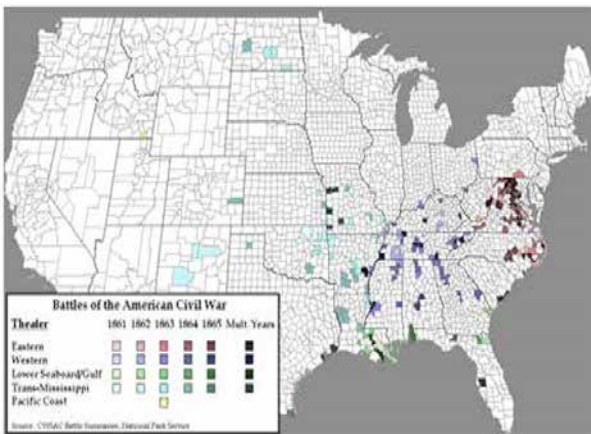 Battles of the American Civil War
Theater 1861 1862 1863 1864 1865 Mult. Years
Eastern
Western
Lower Seaboard/Gulf
Trans-Mississippi
Pacific Coast
Source: CWSAC Battle Summaries, National Park Service